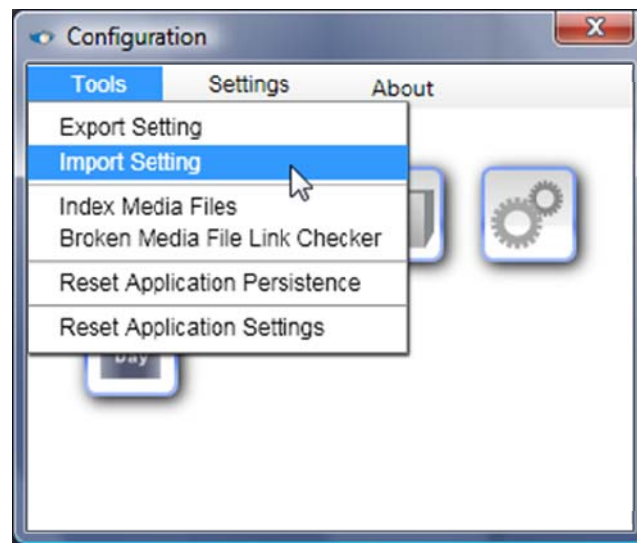 Configuration
Tools Settings About
Export Setting
Import Setting
Index Media Files
Broken Media File Link Checker
Reset Application Persistence
Reset Application Settings
Day